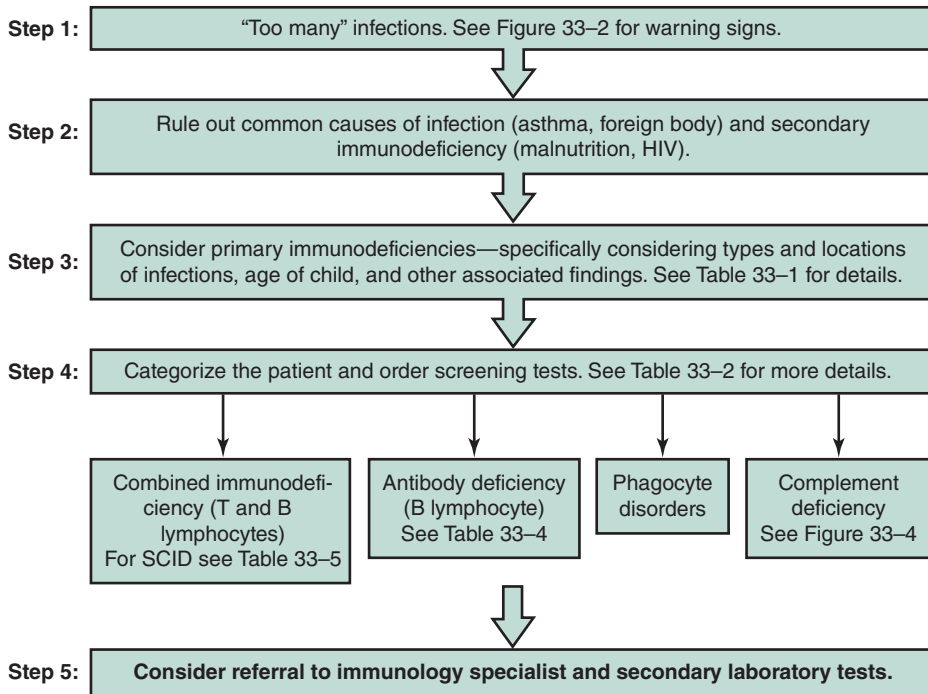 Step 1:
“Too many” infections. See Figure 33–2 for warning signs.
Step 2:
Rule out common causes of infection (asthma, foreign body) and secondary
immunodeficiency (malnutrition, HIV).
Step 3:
Consider primary immunodeficiencies—specifically considering types and locations
of infections, age of child, and other associated findings. See Table 33–1 for details.
Step 4:
Categorize the patient and order screening tests. See Table 33–2 for more details.
Combined immunodefi-
ciency (T and B
lymphocytes)
For SCID see Table 33–5
Antibody deficiency
(B lymphocyte)
See Table 33–4
Phagocyte
disorders
Complement
deficiency
See Figure 33–4
Step 5:
Consider referral to immunology specialist and secondary laboratory tests.